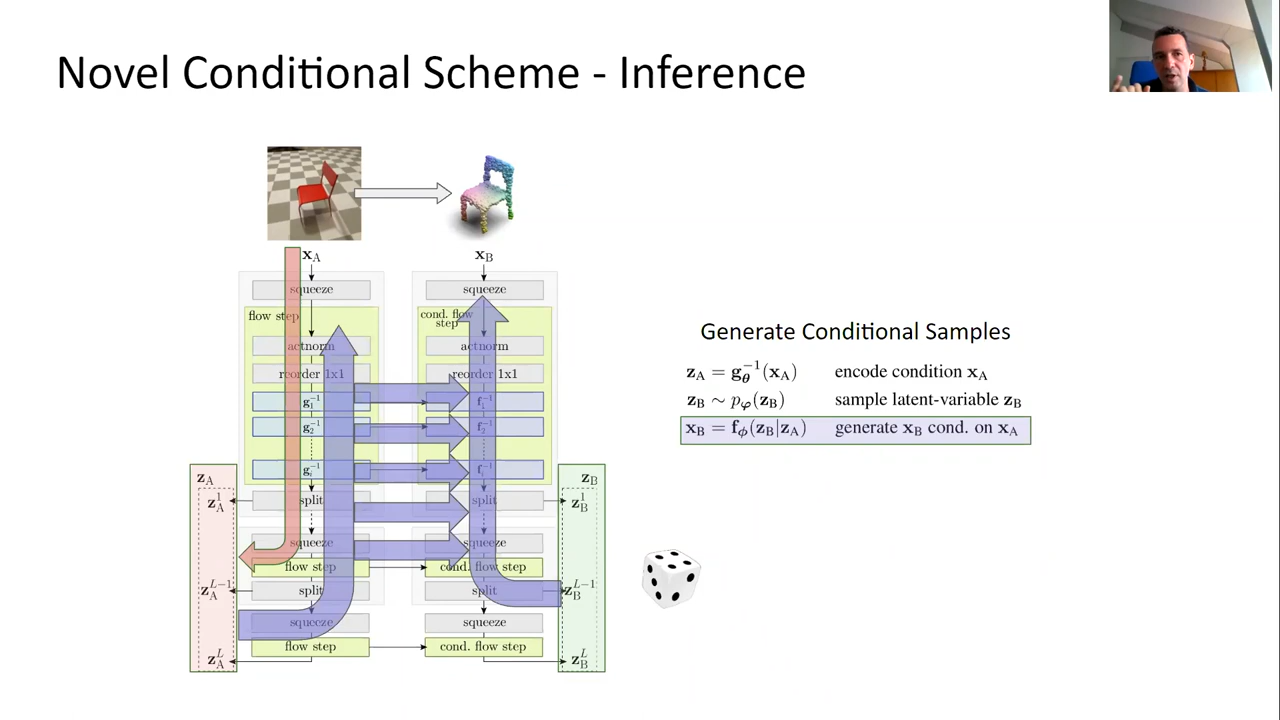 Novel Conditional Scheme - Inference
x_A
x_B
squeeze
squeeze
flow step
cond. flow
step
actnorm
actnorm
reorder 1x1
reorder 1x1
g_1^{-1}
f_1^{-1}
g_2^{-1}
f_2^{-1}
g_i^{-1}
f_i^{-1}
z_A
z_B
z_A^1
split
split
z_B^1
squeeze
squeeze
flow step
cond. flow step
z_A^{L-1}
split
split
z_B^{L-1}
squeeze
squeeze
flow step
cond. flow step
z_A^L
z_B^L
Generate Conditional Samples
z_A = g_θ^{-1}(x_A) encode condition x_A
z_B ∼ p_φ(z_B) sample latent-variable z_B
x_B = f_ϕ(z_B|z_A) generate x_B cond. on x_A